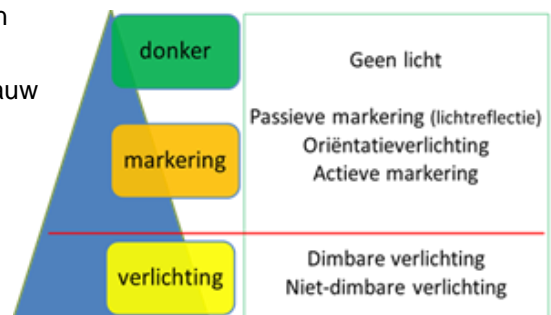 donker
Geen licht
markering
Passieve markering (lichtreflectie)
Oriëntatieverlichting
Actieve markering
verlichting
Dimbare verlichting
Niet-dimbare verlichting